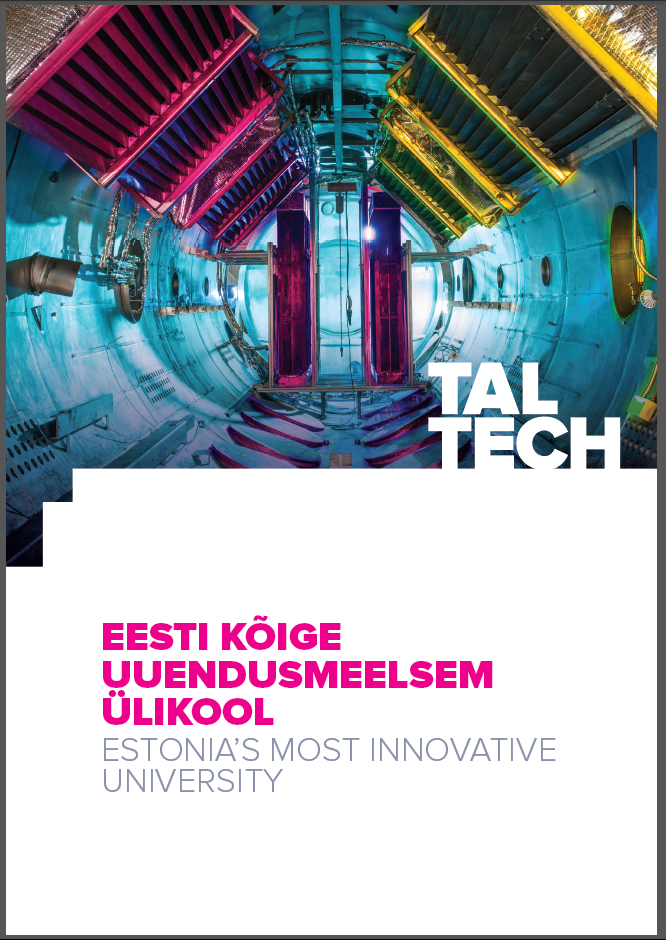 TAL
TECH
EESTI KÕIGE
UUENDUSMEELSEM
ÜLIKOOL
ESTONIA’S MOST INNOVATIVE
UNIVERSITY